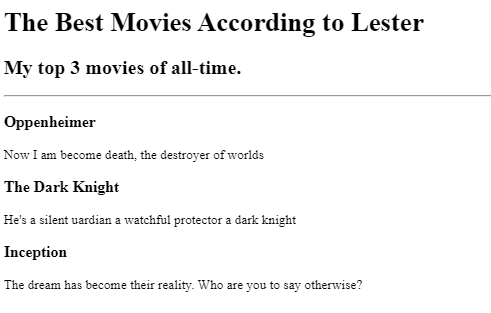 The Best Movies According to Lester
My top 3 movies of all-time.
Oppenheimer
Now I am become death, the destroyer of worlds
The Dark Knight
He's a silent uardian a watchful protector a dark knight
Inception
The dream has become their reality. Who are you to say otherwise?